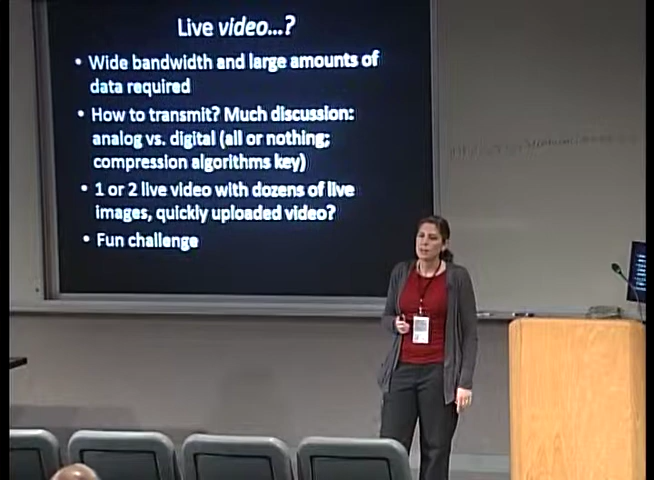 Live video...?
• Wide bandwidth and large amounts of
data required
• How to transmit? Much discussion:
analog vs. digital (all or nothing;
compression algorithms key)
• 1 or 2 live video with dozens of live
images, quickly uploaded video?
• Fun challenge